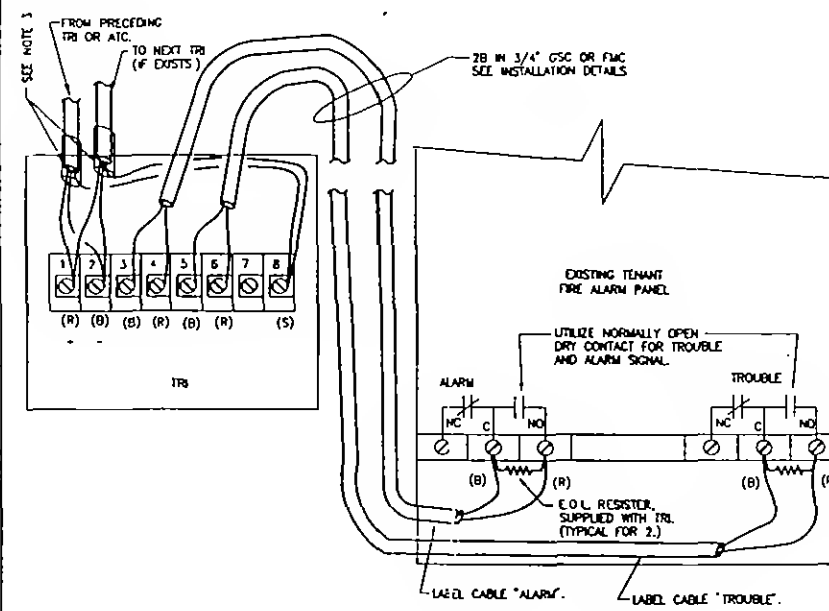 SEE NOTE 3
FROM PRECEDING
TRI OR ATC.
TO NEXT TRI
(IF EXISTS)
2B IN 3/4" GSC OR FMC
SEE INSTALLATION DETAILS
1 2 3 4 5 6 7 8
(R) (B) (B) (R) (B) (R) (S)
TRI
EXISTING TENANT
FIRE ALARM PANEL
UTILIZE NORMALLY OPEN
DRY CONTACT FOR TROUBLE
AND ALARM SIGNAL.
ALARM
TROUBLE
NC C NO
NC C NO
(B) (R)
(B)
E.O.L. RESISTER,
SUPPLIED WITH TRI.
(TYPICAL FOR 2.)
LABEL CABLE "ALARM".
LABEL CABLE "TROUBLE".